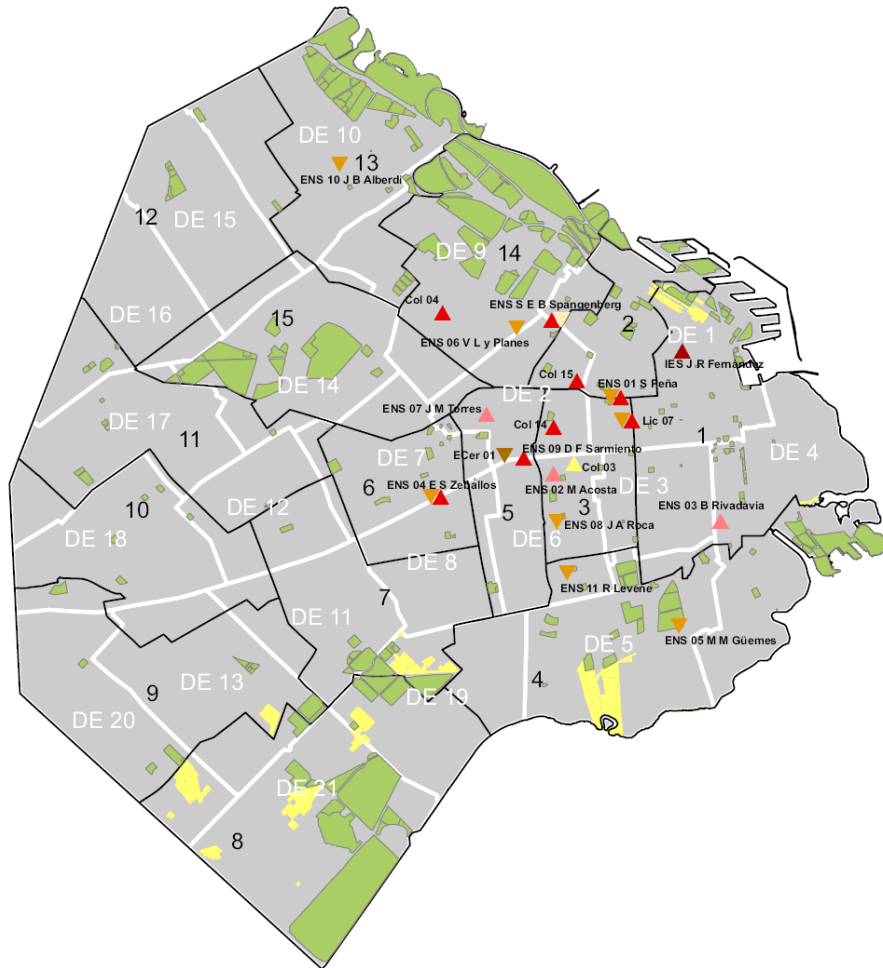 DE 10
13
ENS 10 J B Alberdi
12
DE 15
DE 9
14
DE 16
Col 04
ENS S E B Spangenberg
15
ENS 06 V L y Planes
2
DE 1
IES J R Fernandez
DE 14
Col 15
ENS 01 S Peña
DE 2
ENS 07 J M Torres
DE 17
11
Col 14
Lic 07
1
DE 4
ENS 09 D F Sarmiento
ECer 01
DE 7
Col 03
6
ENS 04 E S Zeballos
ENS 02 M Acosta
DE 3
10
DE 12
5
3
ENS 03 B Rivadavia
DE 18
DE 6
ENS 08 J A Roca
DE 8
ENS 11 R Levene
7
DE 11
DE 5
ENS 05 M M Güemes
4
9
DE 13
DE 19
DE 20
DE 21
8